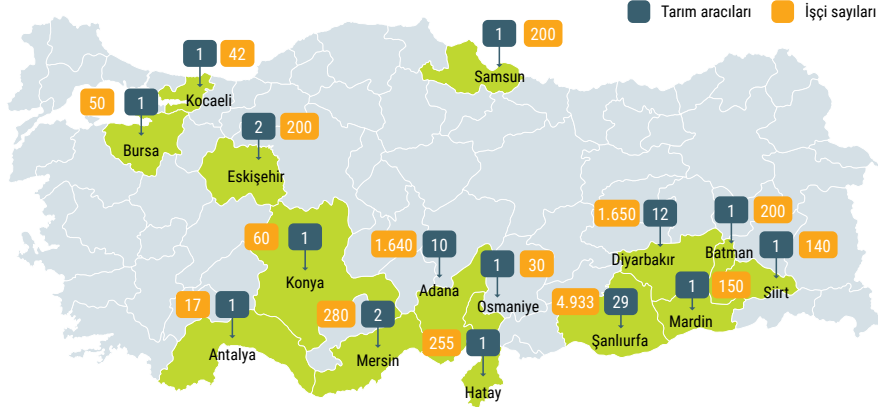 Tarım aracıları
İşçi sayıları
1 42
Kocaeli
50 1
Bursa
1 200
Samsun
2 200
Eskişehir
60 1
Konya
1.640 10
Adana
1 30
Osmaniye
1.650 12
Diyarbakır
1 200
Batman
1 140
Siirt
17 1
Antalya
280 2
Mersin
255 1
Hatay
4.933 29
Şanlıurfa
1 150
Mardin